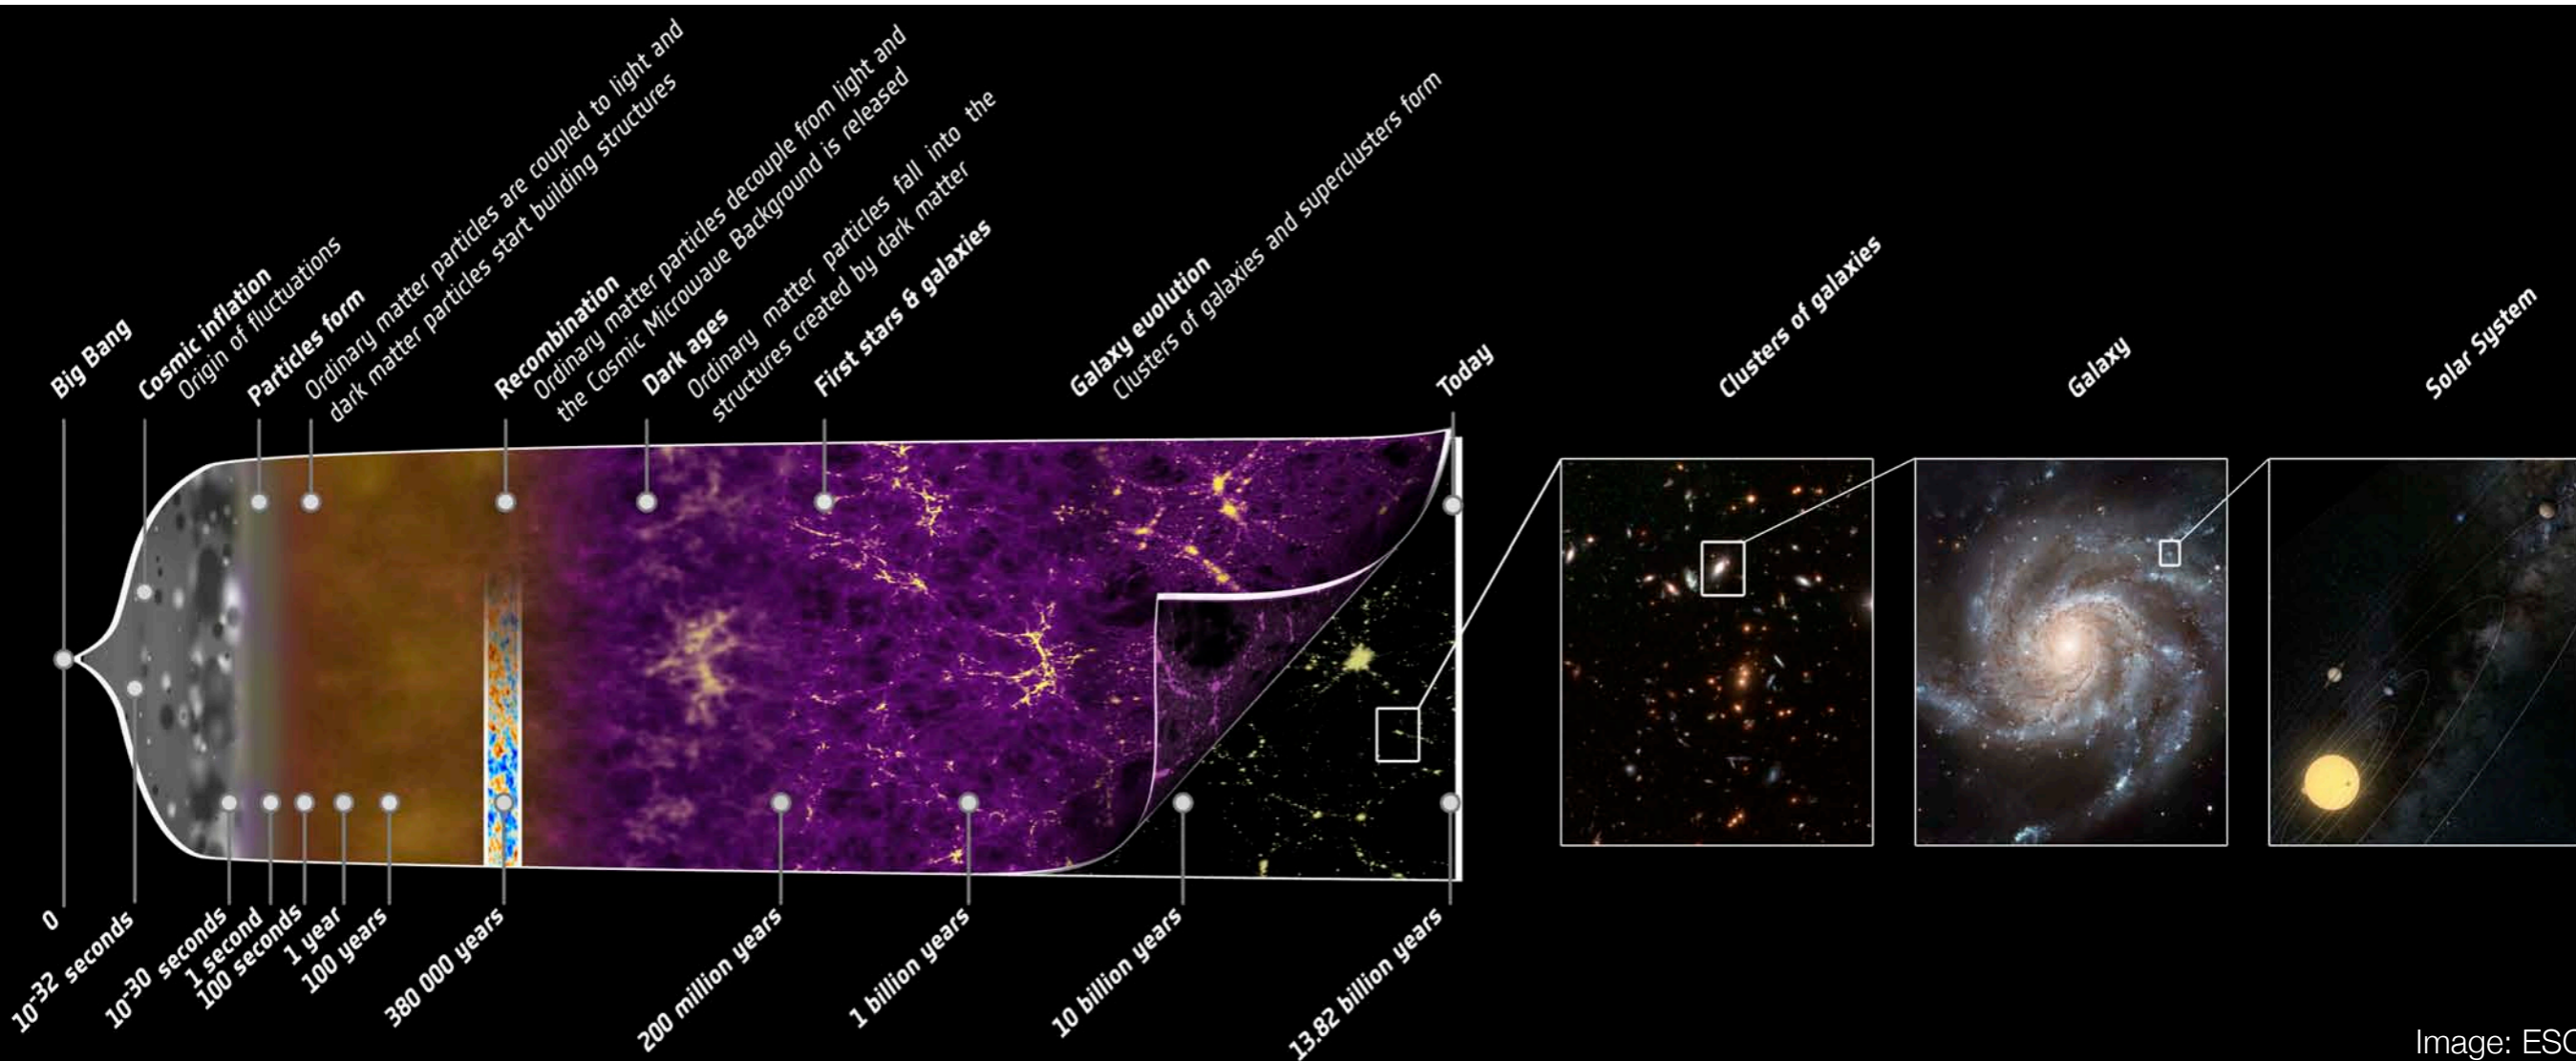 Big Bang
Cosmic inflation
Origin of fluctuations
Particles form
Ordinary matter particles are coupled to light and
dark matter particles start building structures
Recombination
Ordinary matter particles decouple from light and
the Cosmic Microwave Background is released
Dark ages
Ordinary matter particles fall into the
structures created by dark matter
First stars & galaxies
Galaxy evolution
Clusters of galaxies and superclusters form
Today
Clusters of galaxies
Galaxy
Solar System
0
10-32 seconds
10-30 seconds
1 second
100 seconds
1 year
100 years
380 000 years
200 million years
1 billion years
10 billion years
13.82 billion years
Image: